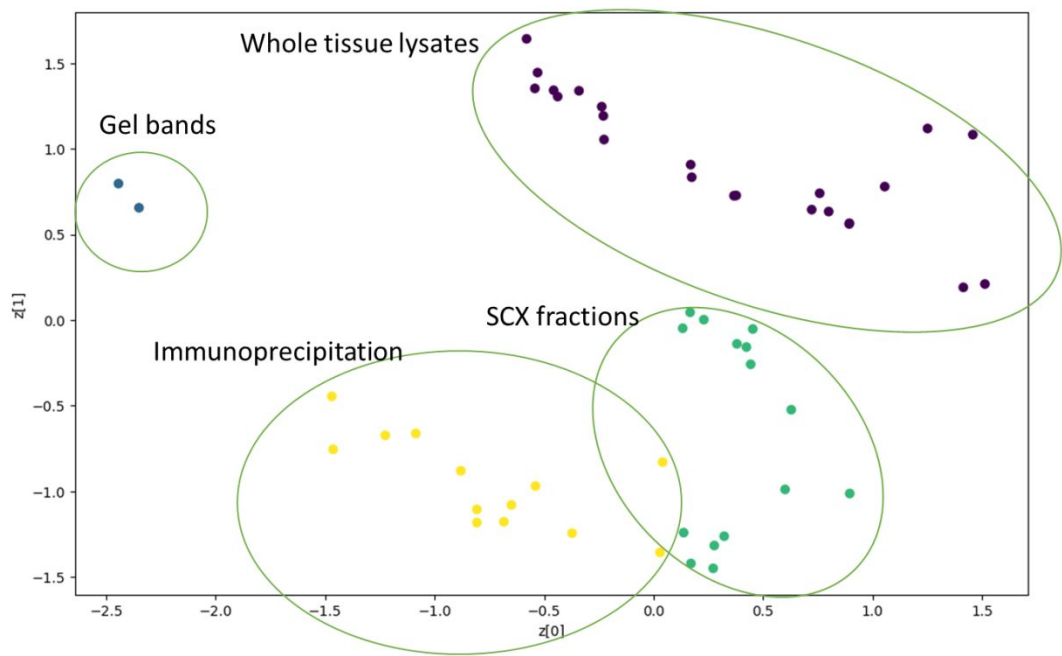 Whole tissue lysates
Gel bands
SCX fractions
Immunoprecipitation
z[1]
1.5
1.0
0.5
0.0
−0.5
−1.0
−1.5
−2.5
−2.0
−1.5
−1.0
−0.5
0.0
0.5
1.0
1.5
z[0]